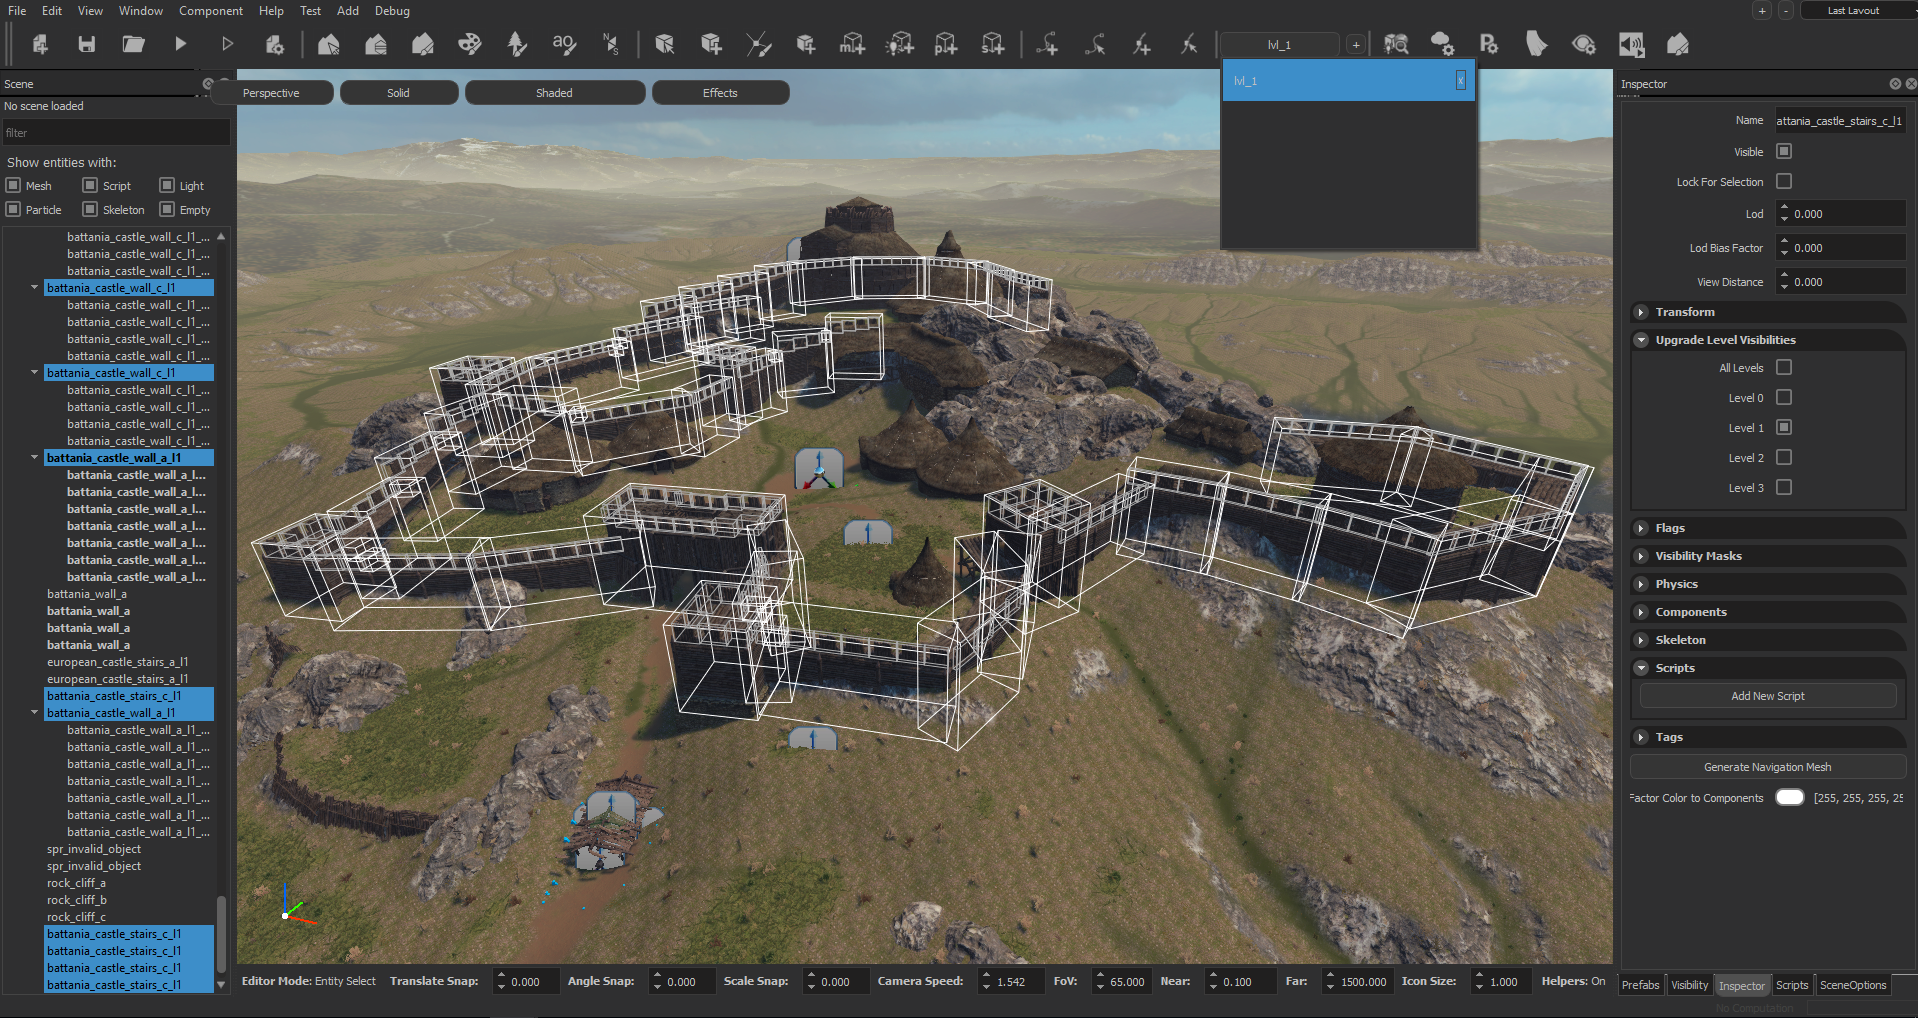 File Edit View Window Component Help Test Add Debug
+ - Last Layout
lvl_1 +
lvl_1 x
Scene
No scene loaded
filter
Show entities with:
Mesh Script Light
Particle Skeleton Empty
battania_castle_wall_c_l1_...
battania_castle_wall_c_l1_...
battania_castle_wall_c_l1_...
battania_castle_wall_c_l1
battania_castle_wall_c_l1_...
battania_castle_wall_c_l1_...
battania_castle_wall_c_l1_...
battania_castle_wall_c_l1_...
battania_castle_wall_c_l1
battania_castle_wall_c_l1_...
battania_castle_wall_c_l1_...
battania_castle_wall_c_l1_...
battania_castle_wall_c_l1_...
battania_castle_wall_a_l1
battania_castle_wall_a_l...
battania_castle_wall_a_l...
battania_castle_wall_a_l...
battania_castle_wall_a_l...
battania_castle_wall_a_l...
battania_castle_wall_a_l...
battania_castle_wall_a_l...
battania_wall_a
battania_wall_a
battania_wall_a
battania_wall_a
european_castle_stairs_a_l1
european_castle_stairs_a_l1
battania_castle_stairs_c_l1
battania_castle_wall_a_l1
battania_castle_wall_a_l1_...
battania_castle_wall_a_l1_...
battania_castle_wall_a_l1_...
battania_castle_wall_a_l1_...
battania_castle_wall_a_l1_...
battania_castle_wall_a_l1_...
battania_castle_wall_a_l1_...
spr_invalid_object
spr_invalid_object
rock_cliff_a
rock_cliff_b
rock_cliff_c
battania_castle_stairs_c_l1
battania_castle_stairs_c_l1
battania_castle_stairs_c_l1
battania_castle_stairs_c_l1
Perspective Solid Shaded Effects
Inspector
Name attania_castle_stairs_c_l1
Visible
Lock For Selection
Lod 0.000
Lod Bias Factor 0.000
View Distance 0.000
Transform
Upgrade Level Visibilities
All Levels
Level 0
Level 1
Level 2
Level 3
Flags
Visibility Masks
Physics
Components
Skeleton
Scripts
Add New Script
Tags
Generate Navigation Mesh
Factor Color to Components [255, 255, 255, 25
Editor Mode: Entity Select Translate Snap: 0.000 Angle Snap: 0.000 Scale Snap: 0.000 Camera Speed: 1.542 FoV: 65.000 Near: 0.100 Far: 1500.000 Icon Size: 1.000 Helpers: On
Prefabs Visibility Inspector Scripts SceneOptions
No Computation